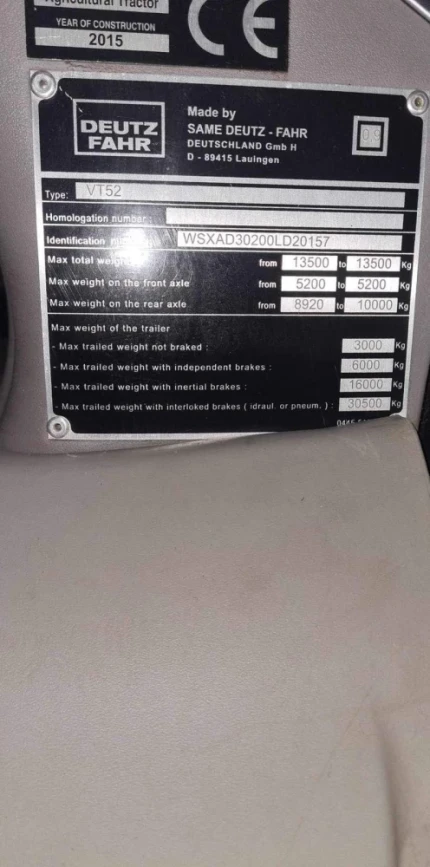 Agricultural Tractor
YEAR OF CONSTRUCTION
2015
CE
DEUTZ
FAHR
Made by
SAME DEUTZ - FAHR
DEUTSCHLAND Gmb H
D - 89415 Lauingen
Type: VT52
Homologation number :
Identification number: WSXAD30200LD20157
Max total weight from 13500 to 13500 Kg
Max weight on the front axle from 5200 to 5200 Kg
Max weight on the rear axle from 8920 to 10000 Kg
Max weight of the trailer
- Max trailed weight not braked : 3000 Kg
- Max trailed weight with independent brakes : 6000 Kg
- Max trailed weight with inertial brakes : 16000 Kg
- Max trailed weight with interloked brakes ( idraul. or pneum. ) : 30500 Kg